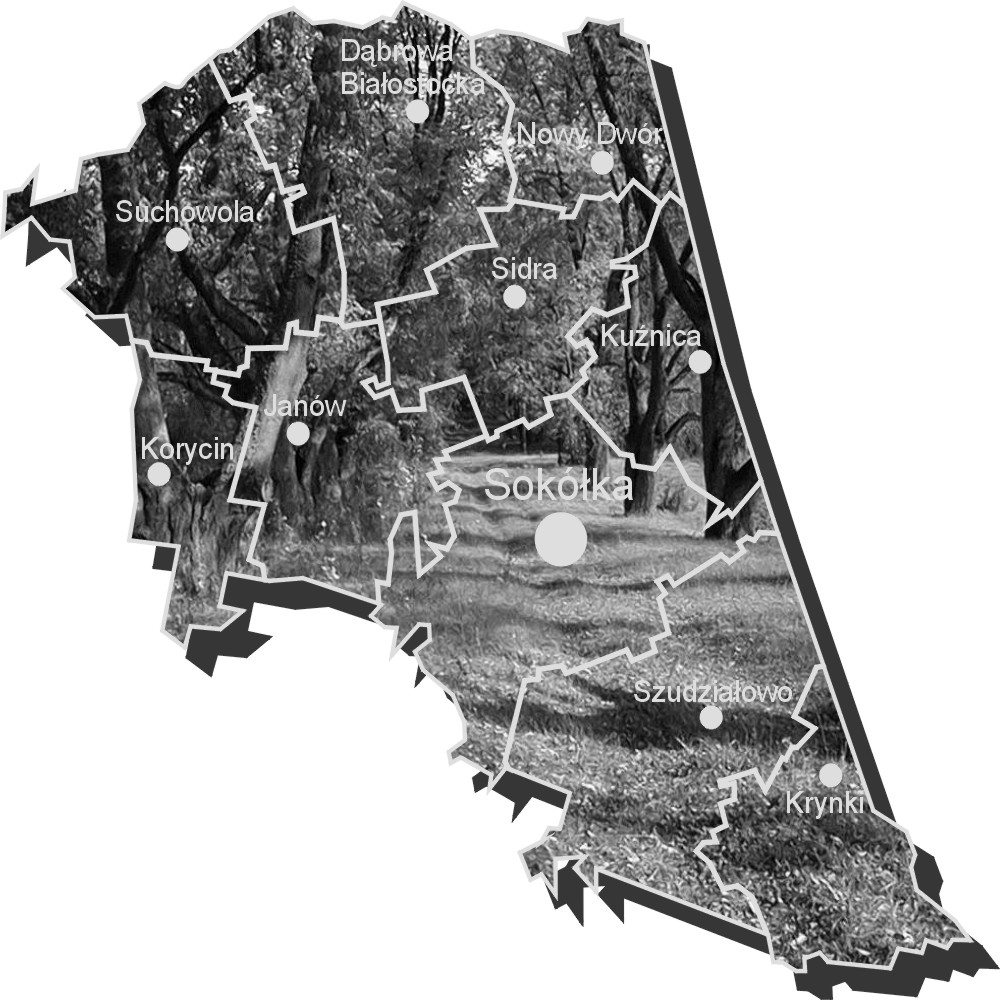 Dąbrowa
Białostocka
Nowy Dwór
Suchowola
Sidra
Kuźnica
Janów
Korycin
Sokółka
Szudziałowo
Krynki